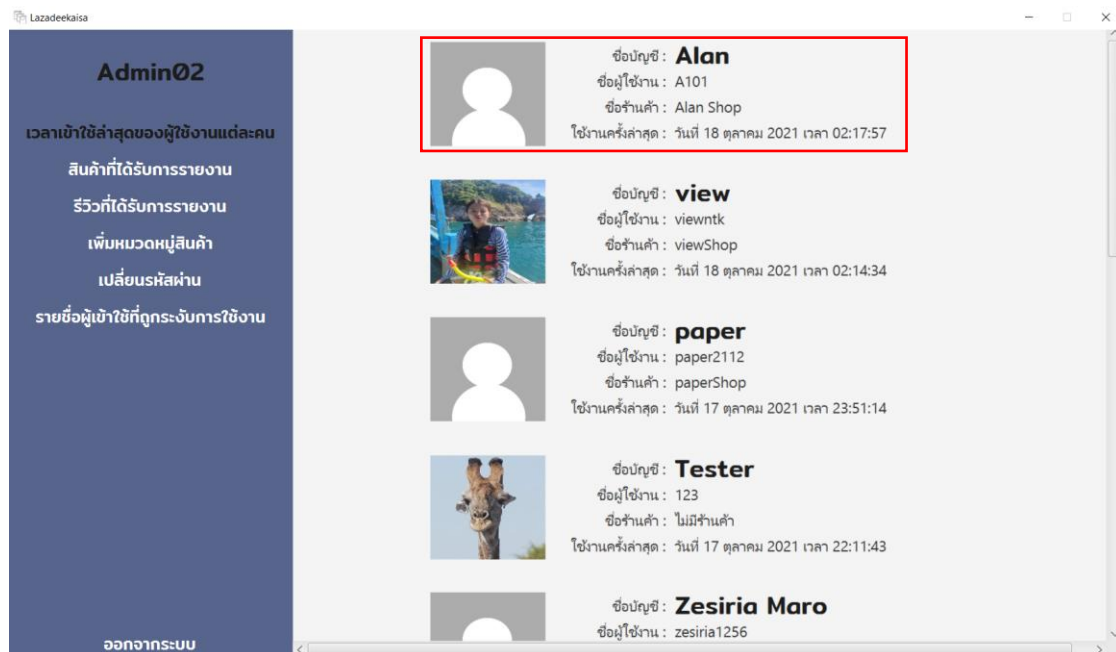 Lazadeekaisa
Admin02
เวลาเข้าใช้ล่าสุดของผู้ใช้งานแต่ละคน
สินค้าที่ได้รับการรายงาน
รีวิวที่ได้รับการรายงาน
เพิ่มหมวดหมู่สินค้า
เปลี่ยนรหัสผ่าน
รายชื่อผู้เข้าใช้ที่ถูกระงับการใช้งาน
ออกจากระบบ
ชื่อบัญชี : Alan
ชื่อผู้ใช้งาน : A101
ชื่อร้านค้า : Alan Shop
ใช้งานครั้งล่าสุด : วันที่ 18 ตุลาคม 2021 เวลา 02:17:57
ชื่อบัญชี : view
ชื่อผู้ใช้งาน : viewntk
ชื่อร้านค้า : viewShop
ใช้งานครั้งล่าสุด : วันที่ 18 ตุลาคม 2021 เวลา 02:14:34
ชื่อบัญชี : paper
ชื่อผู้ใช้งาน : paper2112
ชื่อร้านค้า : paperShop
ใช้งานครั้งล่าสุด : วันที่ 17 ตุลาคม 2021 เวลา 23:51:14
ชื่อบัญชี : Tester
ชื่อผู้ใช้งาน : 123
ชื่อร้านค้า : ไม่มีร้านค้า
ใช้งานครั้งล่าสุด : วันที่ 17 ตุลาคม 2021 เวลา 22:11:43
ชื่อบัญชี : Zesiria Maro
ชื่อผู้ใช้งาน : zesiria1256